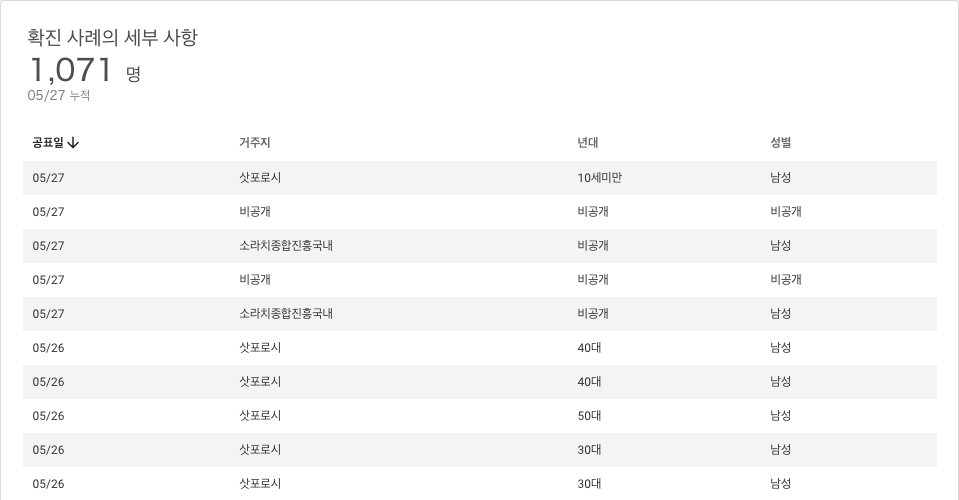 확진 사례의 세부 사항
1,071 명
05/27 누적
공표일 ↓ 거주지 년대 성별
05/27 삿포로시 10세미만 남성
05/27 비공개 비공개 비공개
05/27 소라치종합진흥국내 비공개 남성
05/27 비공개 비공개 비공개
05/27 소라치종합진흥국내 비공개 남성
05/26 삿포로시 40대 남성
05/26 삿포로시 40대 남성
05/26 삿포로시 50대 남성
05/26 삿포로시 30대 남성
05/26 삿포로시 30대 남성